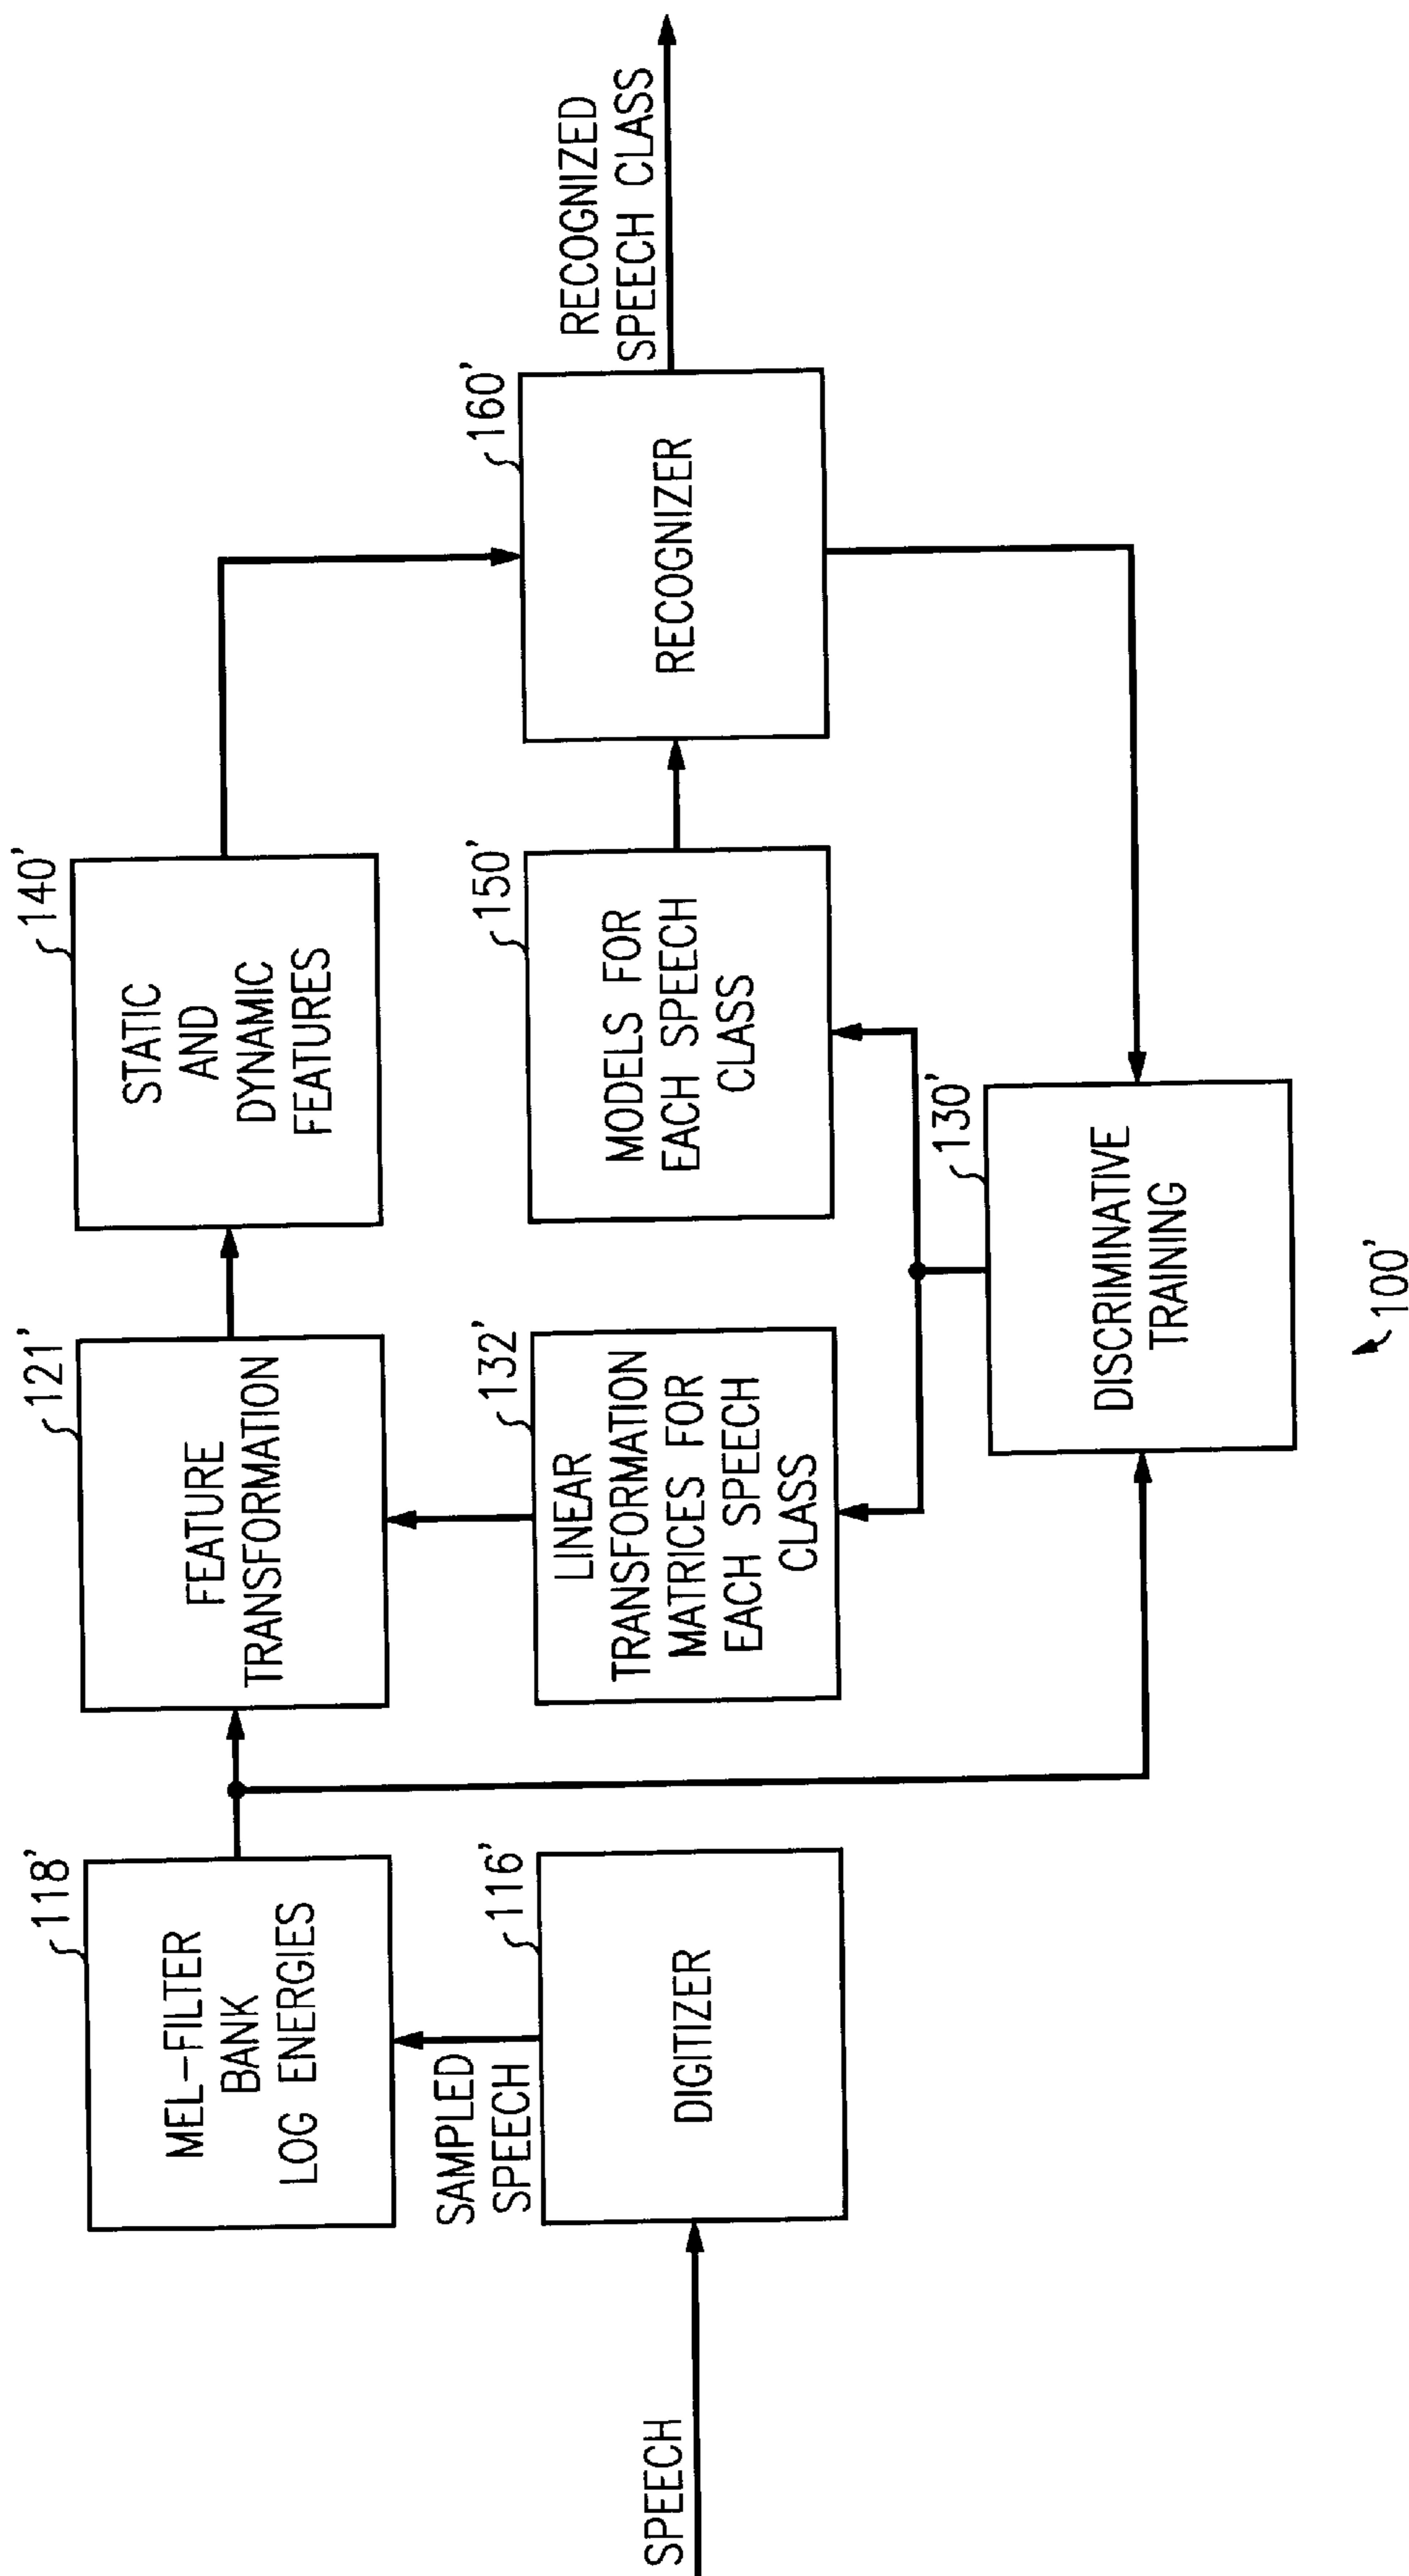 SPEECH
116'
DIGITIZER
SAMPLED
SPEECH
118'
MEL-FILTER
BANK
LOG ENERGIES
121'
FEATURE
TRANSFORMATION
132'
LINEAR
TRANSFORMATION
MATRICES FOR
EACH SPEECH
CLASS
140'
STATIC
AND
DYNAMIC
FEATURES
150'
MODELS FOR
EACH SPEECH
CLASS
130'
DISCRIMINATIVE
TRAINING
160'
RECOGNIZER
RECOGNIZED
SPEECH CLASS
100'